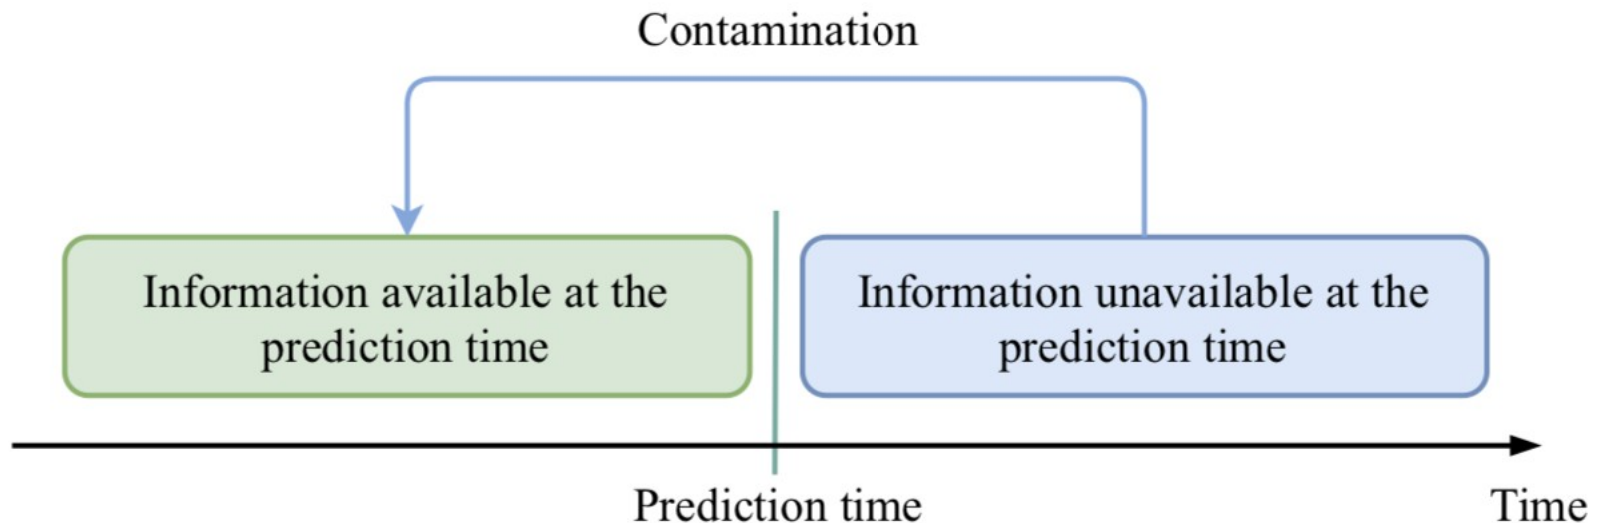 Contamination
Information available at the
prediction time
Information unavailable at the
prediction time
Prediction time
Time